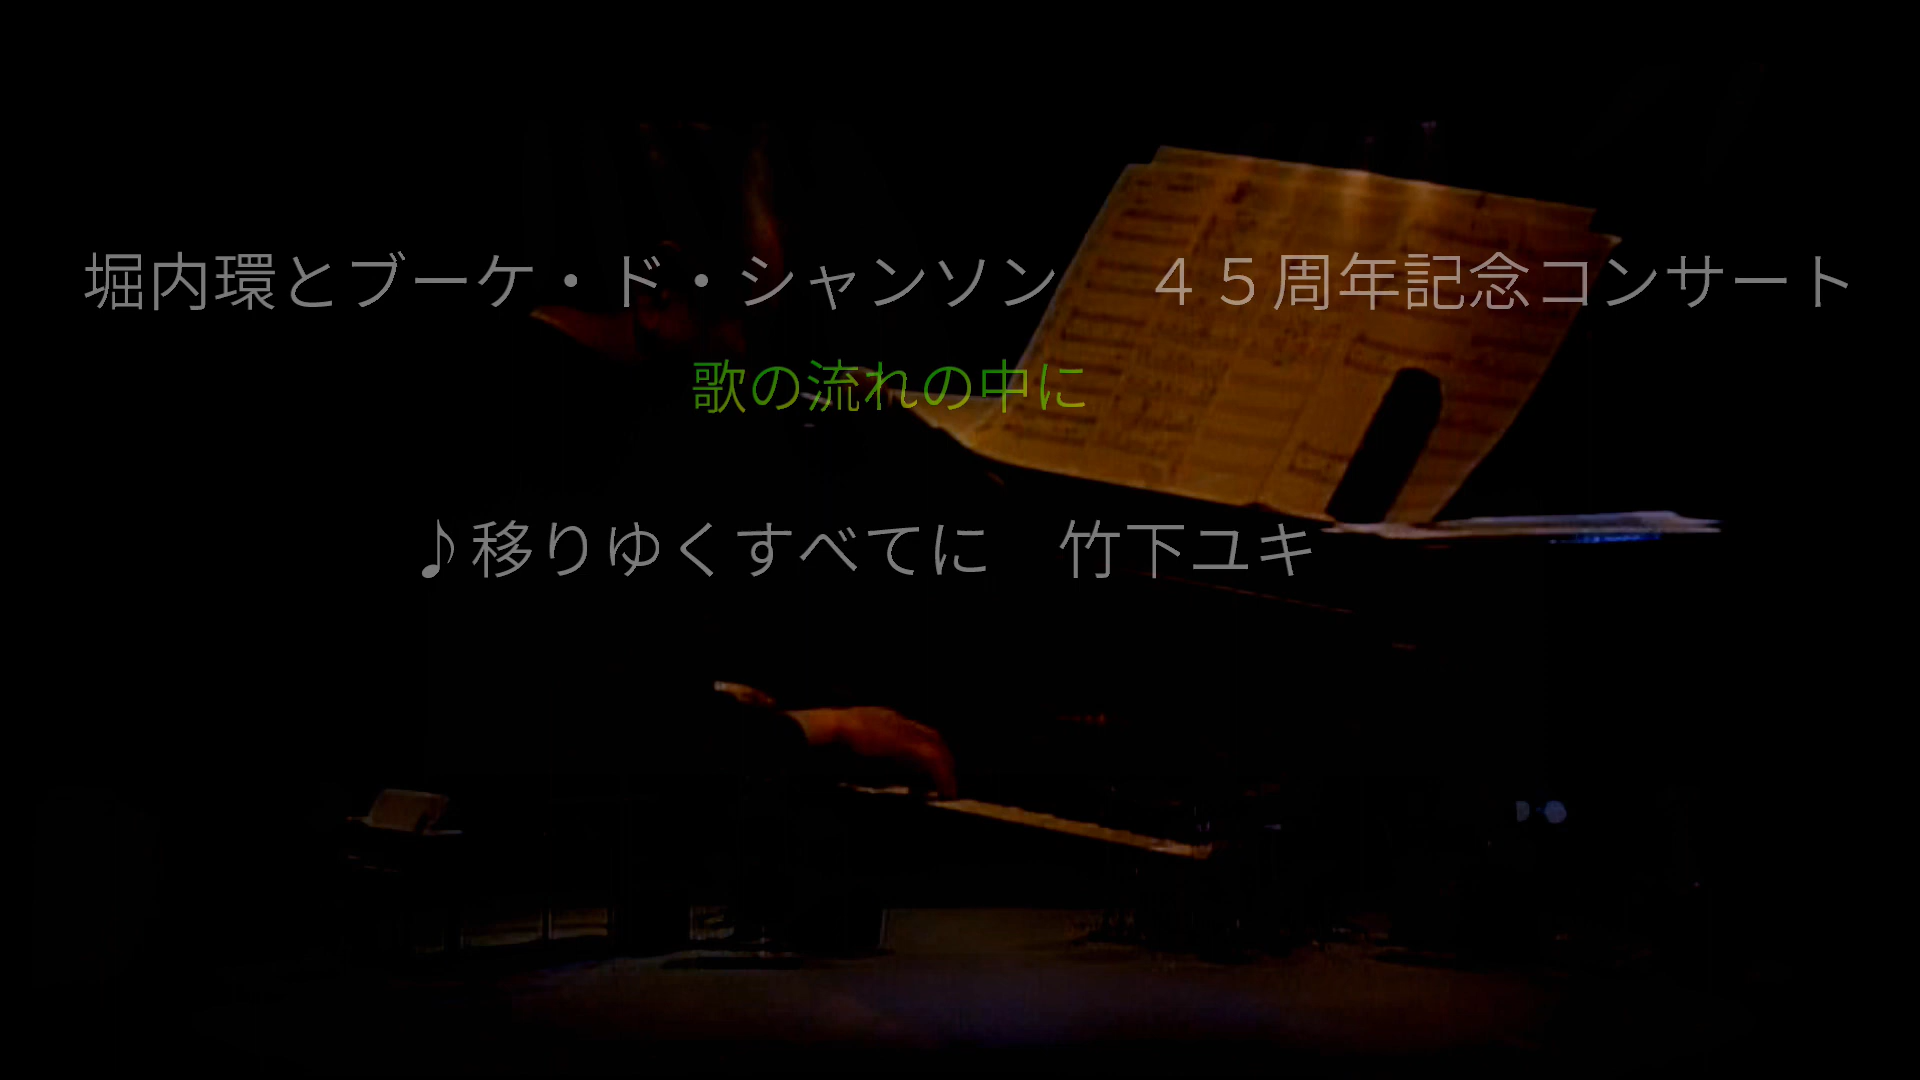 堀内環とブーケ・ド・シャンソン　４５周年記念コンサート
歌の流れの中に
♪移りゆくすべてに　竹下ユキ